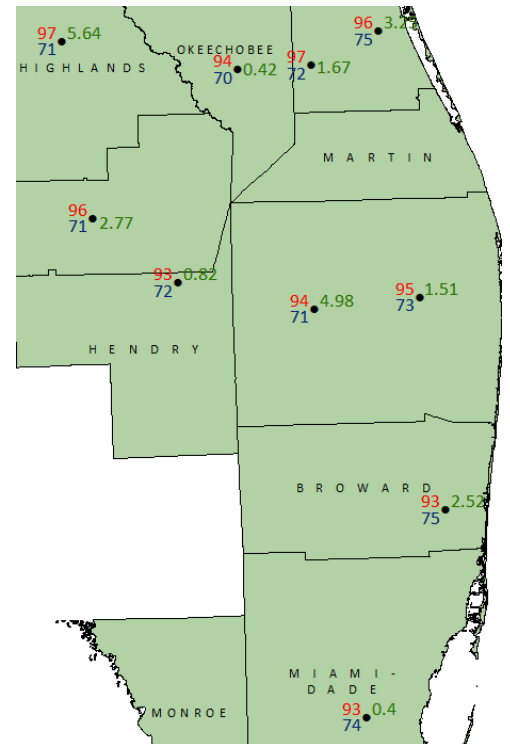 96 3.27
75
97 5.64
71
HIGHLANDS
OKEECHOBEE
94 0.42
70
97 1.67
72
MARTIN
96 2.77
71
93 0.82
72
94 4.98
71
95 1.51
73
HENDRY
BROWARD
93 2.52
75
MIAMI-
DADE
93 0.4
74
MONROE